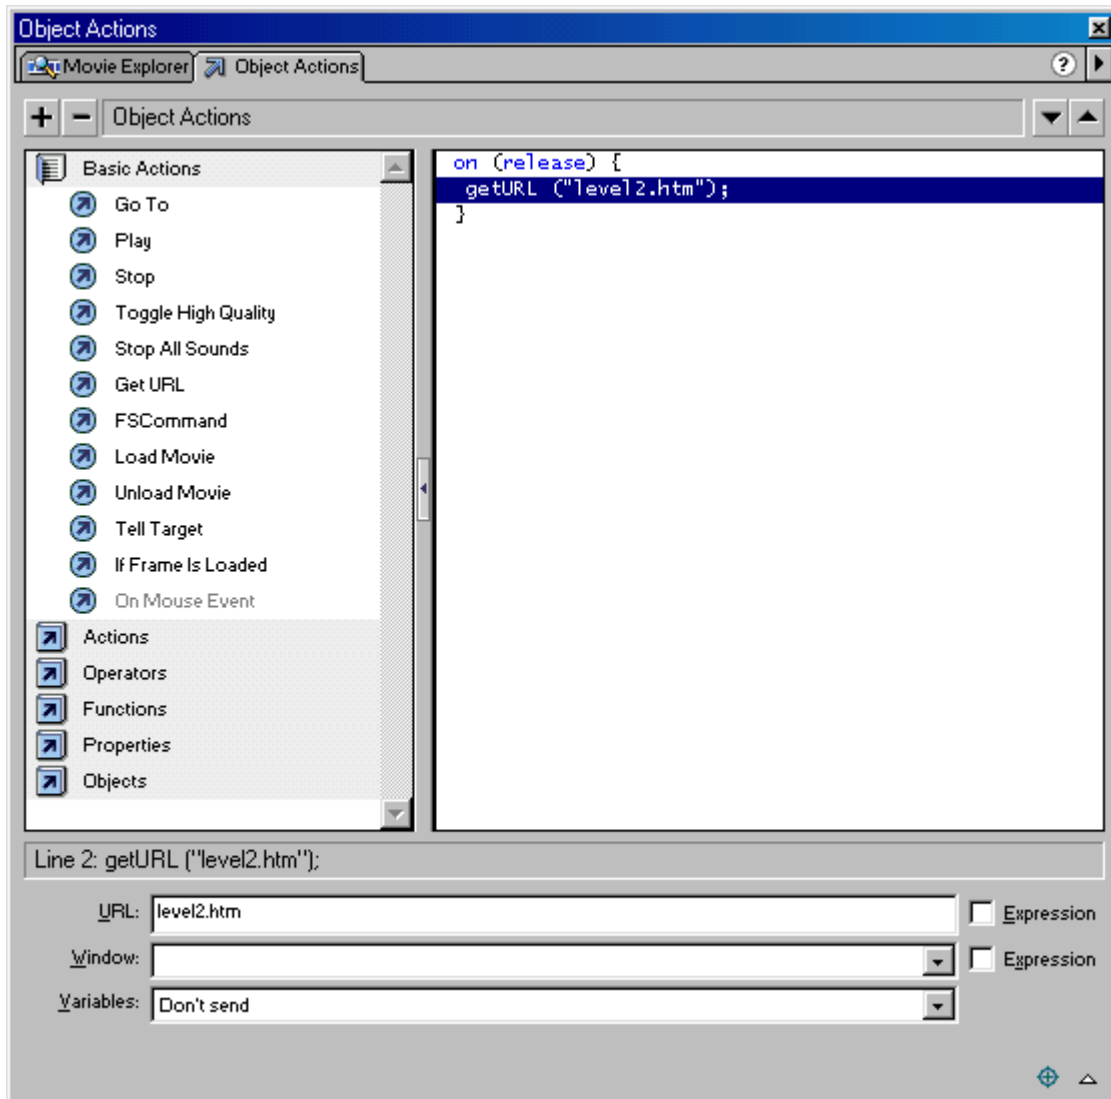 Object Actions
Movie Explorer Object Actions ?
+ - Object Actions
Basic Actions
Go To
Play
Stop
Toggle High Quality
Stop All Sounds
Get URL
FSCommand
Load Movie
Unload Movie
Tell Target
If Frame Is Loaded
On Mouse Event
Actions
Operators
Functions
Properties
Objects
on (release) {
getURL ("level2.htm");
}
Line 2: getURL ("level2.htm");
URL: level2.htm Expression
Window: Expression
Variables: Don't send